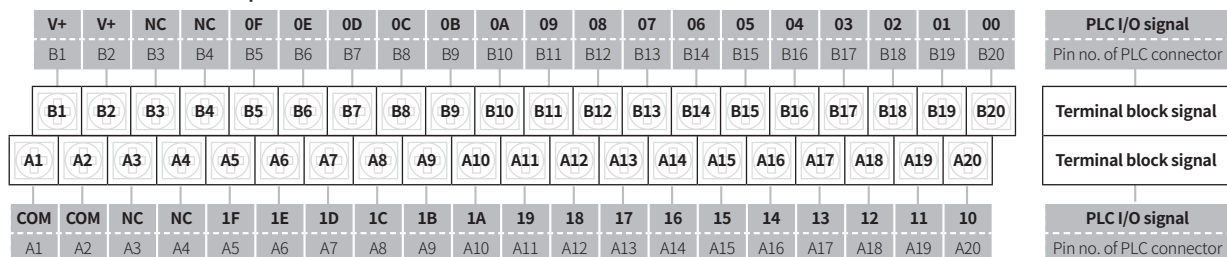 V+ V+ NC NC 0F 0E 0D 0C 0B 0A 09 08 07 06 05 04 03 02 01 00 PLC I/O signal
B1 B2 B3 B4 B5 B6 B7 B8 B9 B10 B11 B12 B13 B14 B15 B16 B17 B18 B19 B20 Pin no. of PLC connector
B1 B2 B3 B4 B5 B6 B7 B8 B9 B10 B11 B12 B13 B14 B15 B16 B17 B18 B19 B20 Terminal block signal
A1 A2 A3 A4 A5 A6 A7 A8 A9 A10 A11 A12 A13 A14 A15 A16 A17 A18 A19 A20 Terminal block signal
COM COM NC NC 1F 1E 1D 1C 1B 1A 19 18 17 16 15 14 13 12 11 10 PLC I/O signal
A1 A2 A3 A4 A5 A6 A7 A8 A9 A10 A11 A12 A13 A14 A15 A16 A17 A18 A19 A20 Pin no. of PLC connector